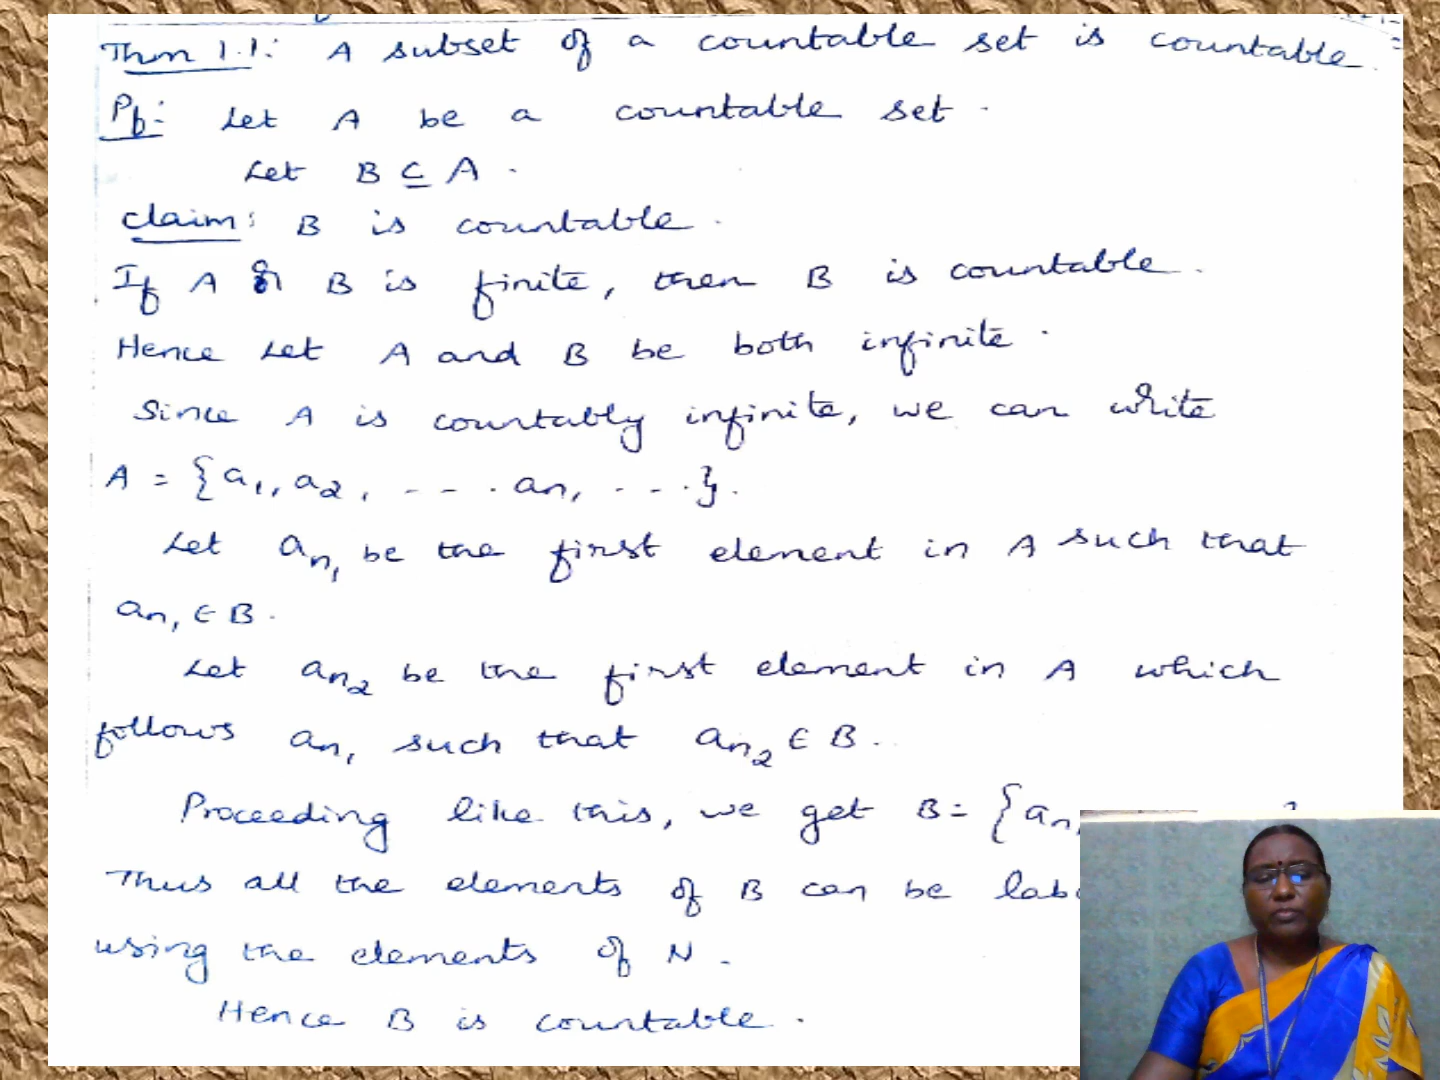 Thm 1.1: A subset of a countable set is countable.
Pf: Let A be a countable set.
Let B ⊆ A.
Claim: B is countable.
If A or B is finite, then B is countable.
Hence Let A and B be both infinite.
Since A is countably infinite, we can write
A = {a₁, a₂, - - . an, . - - .}.
Let an₁ be the first element in A such that
an₁ ∈ B.
Let an₂ be the first element in A which
follows an₁ such that an₂ ∈ B.
Proceeding like this, we get B = {an₁
Thus all the elements of B can be
using the elements of N.
Hence B is countable.